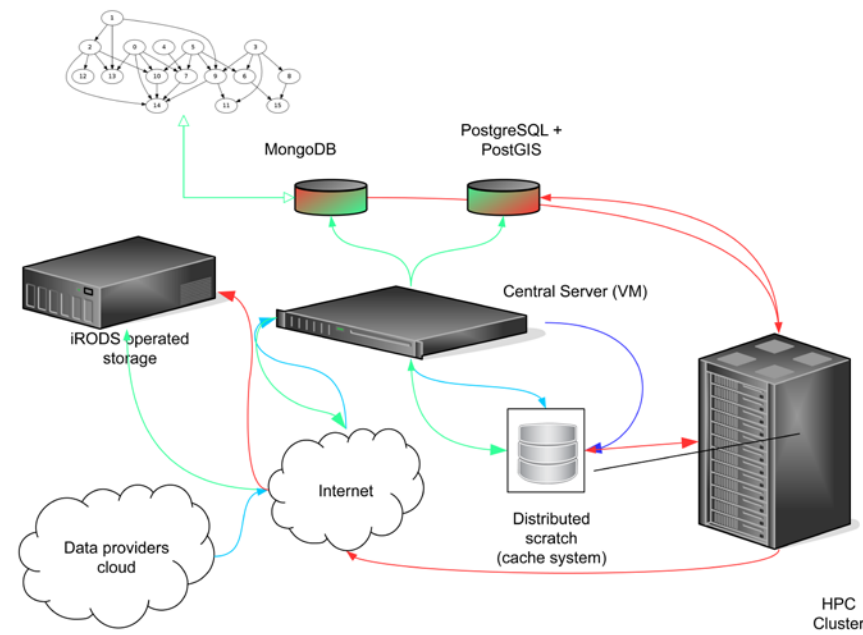 1
2
0
4
5
3
12
13
10
7
9
6
8
14
11
15
MongoDB
PostgreSQL +
PostGIS
Central Server (VM)
iRODS operated
storage
Internet
Data providers
cloud
Distributed
scratch
(cache system)
HPC
Cluster